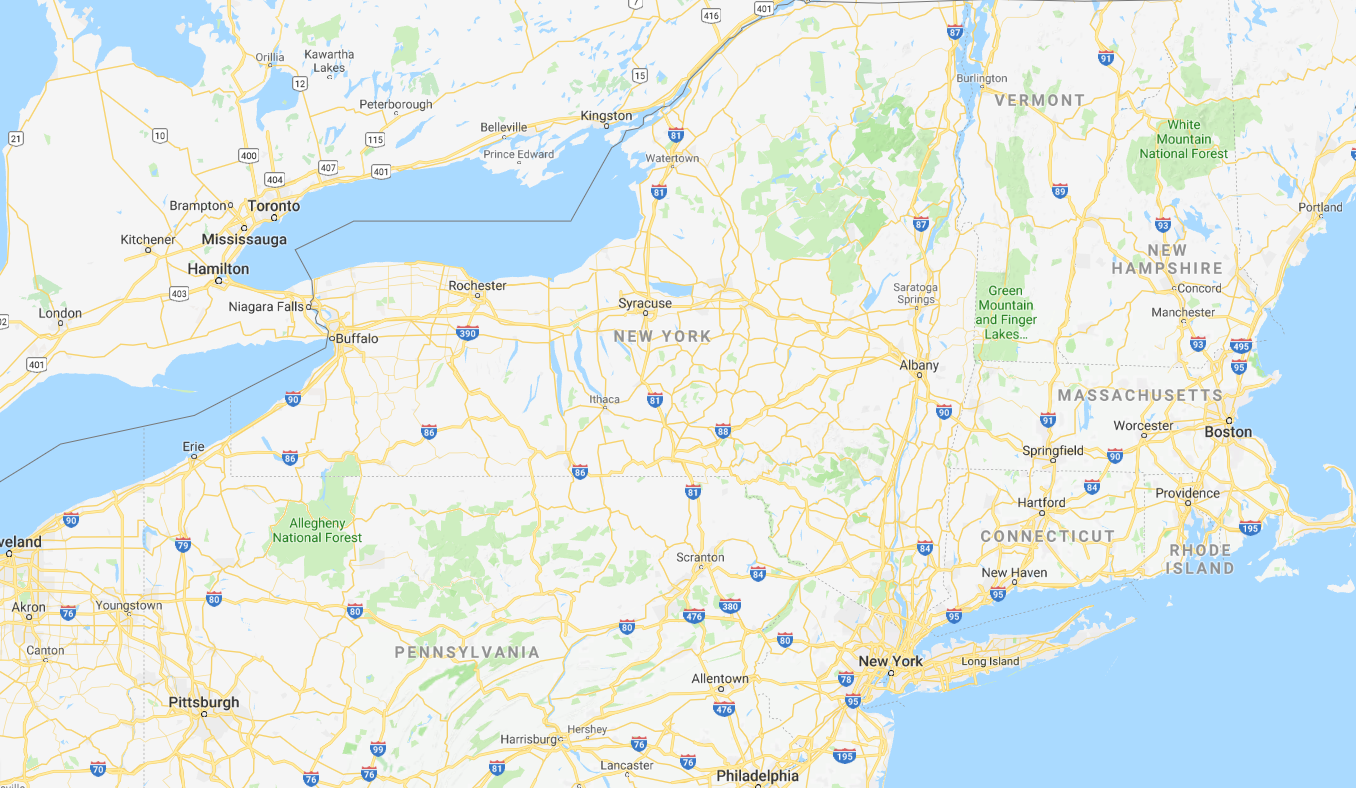 7
416
401
87
Orillia
Kawartha
Lakes
12
15
91
Burlington
VERMONT
Peterborough
Kingston
Belleville
White
Mountain
National Forest
21
10
115
81
400
Prince Edward
Watertown
407
401
404
81
89
Brampton
Toronto
Portland
87
93
Kitchener
Mississauga
NEW
HAMPSHIRE
Hamilton
Rochester
Saratoga
Springs
Concord
403
Niagara Falls
Syracuse
Green
Mountain
and Finger
Lakes...
London
Manchester
02
Buffalo
390
NEW YORK
93
495
401
Albany
95
90
Ithaca
81
MASSACHUSETTS
90
91
86
88
Worcester
Boston
Erie
86
86
Springfield
90
81
84
Hartford
Providence
90
Allegheny
National Forest
195
veland
79
CONNECTICUT
84
RHODE
ISLAND
Scranton
84
New Haven
80
95
Akron
76
Youngstown
80
476
380
95
80
80
Canton
PENNSYLVANIA
New York
Long Island
Allentown
78
Pittsburgh
476
95
Hershey
Harrisburg
99
76
195
70
76
76
81
Lancaster
76
Philadelphia